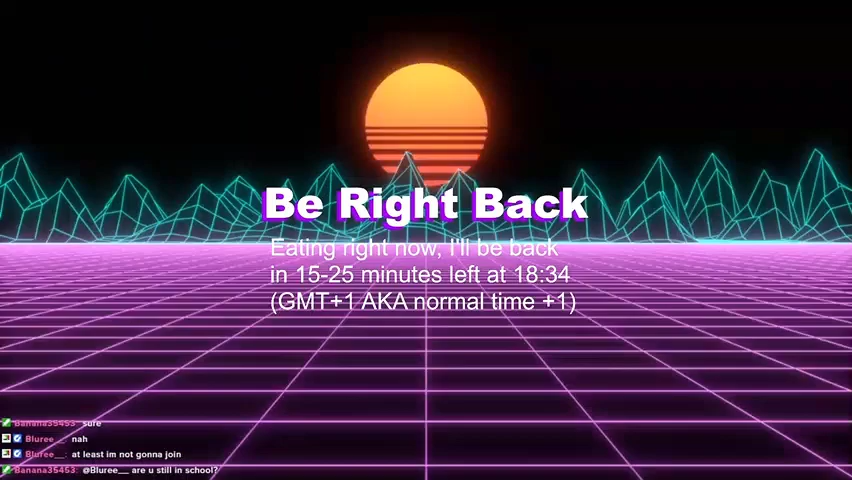 Be Right Back
Eating right now, I'll be back
in 15-25 minutes left at 18:34
(GMT+1 AKA normal time +1)
Banana35453: sure
Bluree__: nah
Bluree__: at least im not gonna join
Banana35453: @Bluree__ are u still in school?